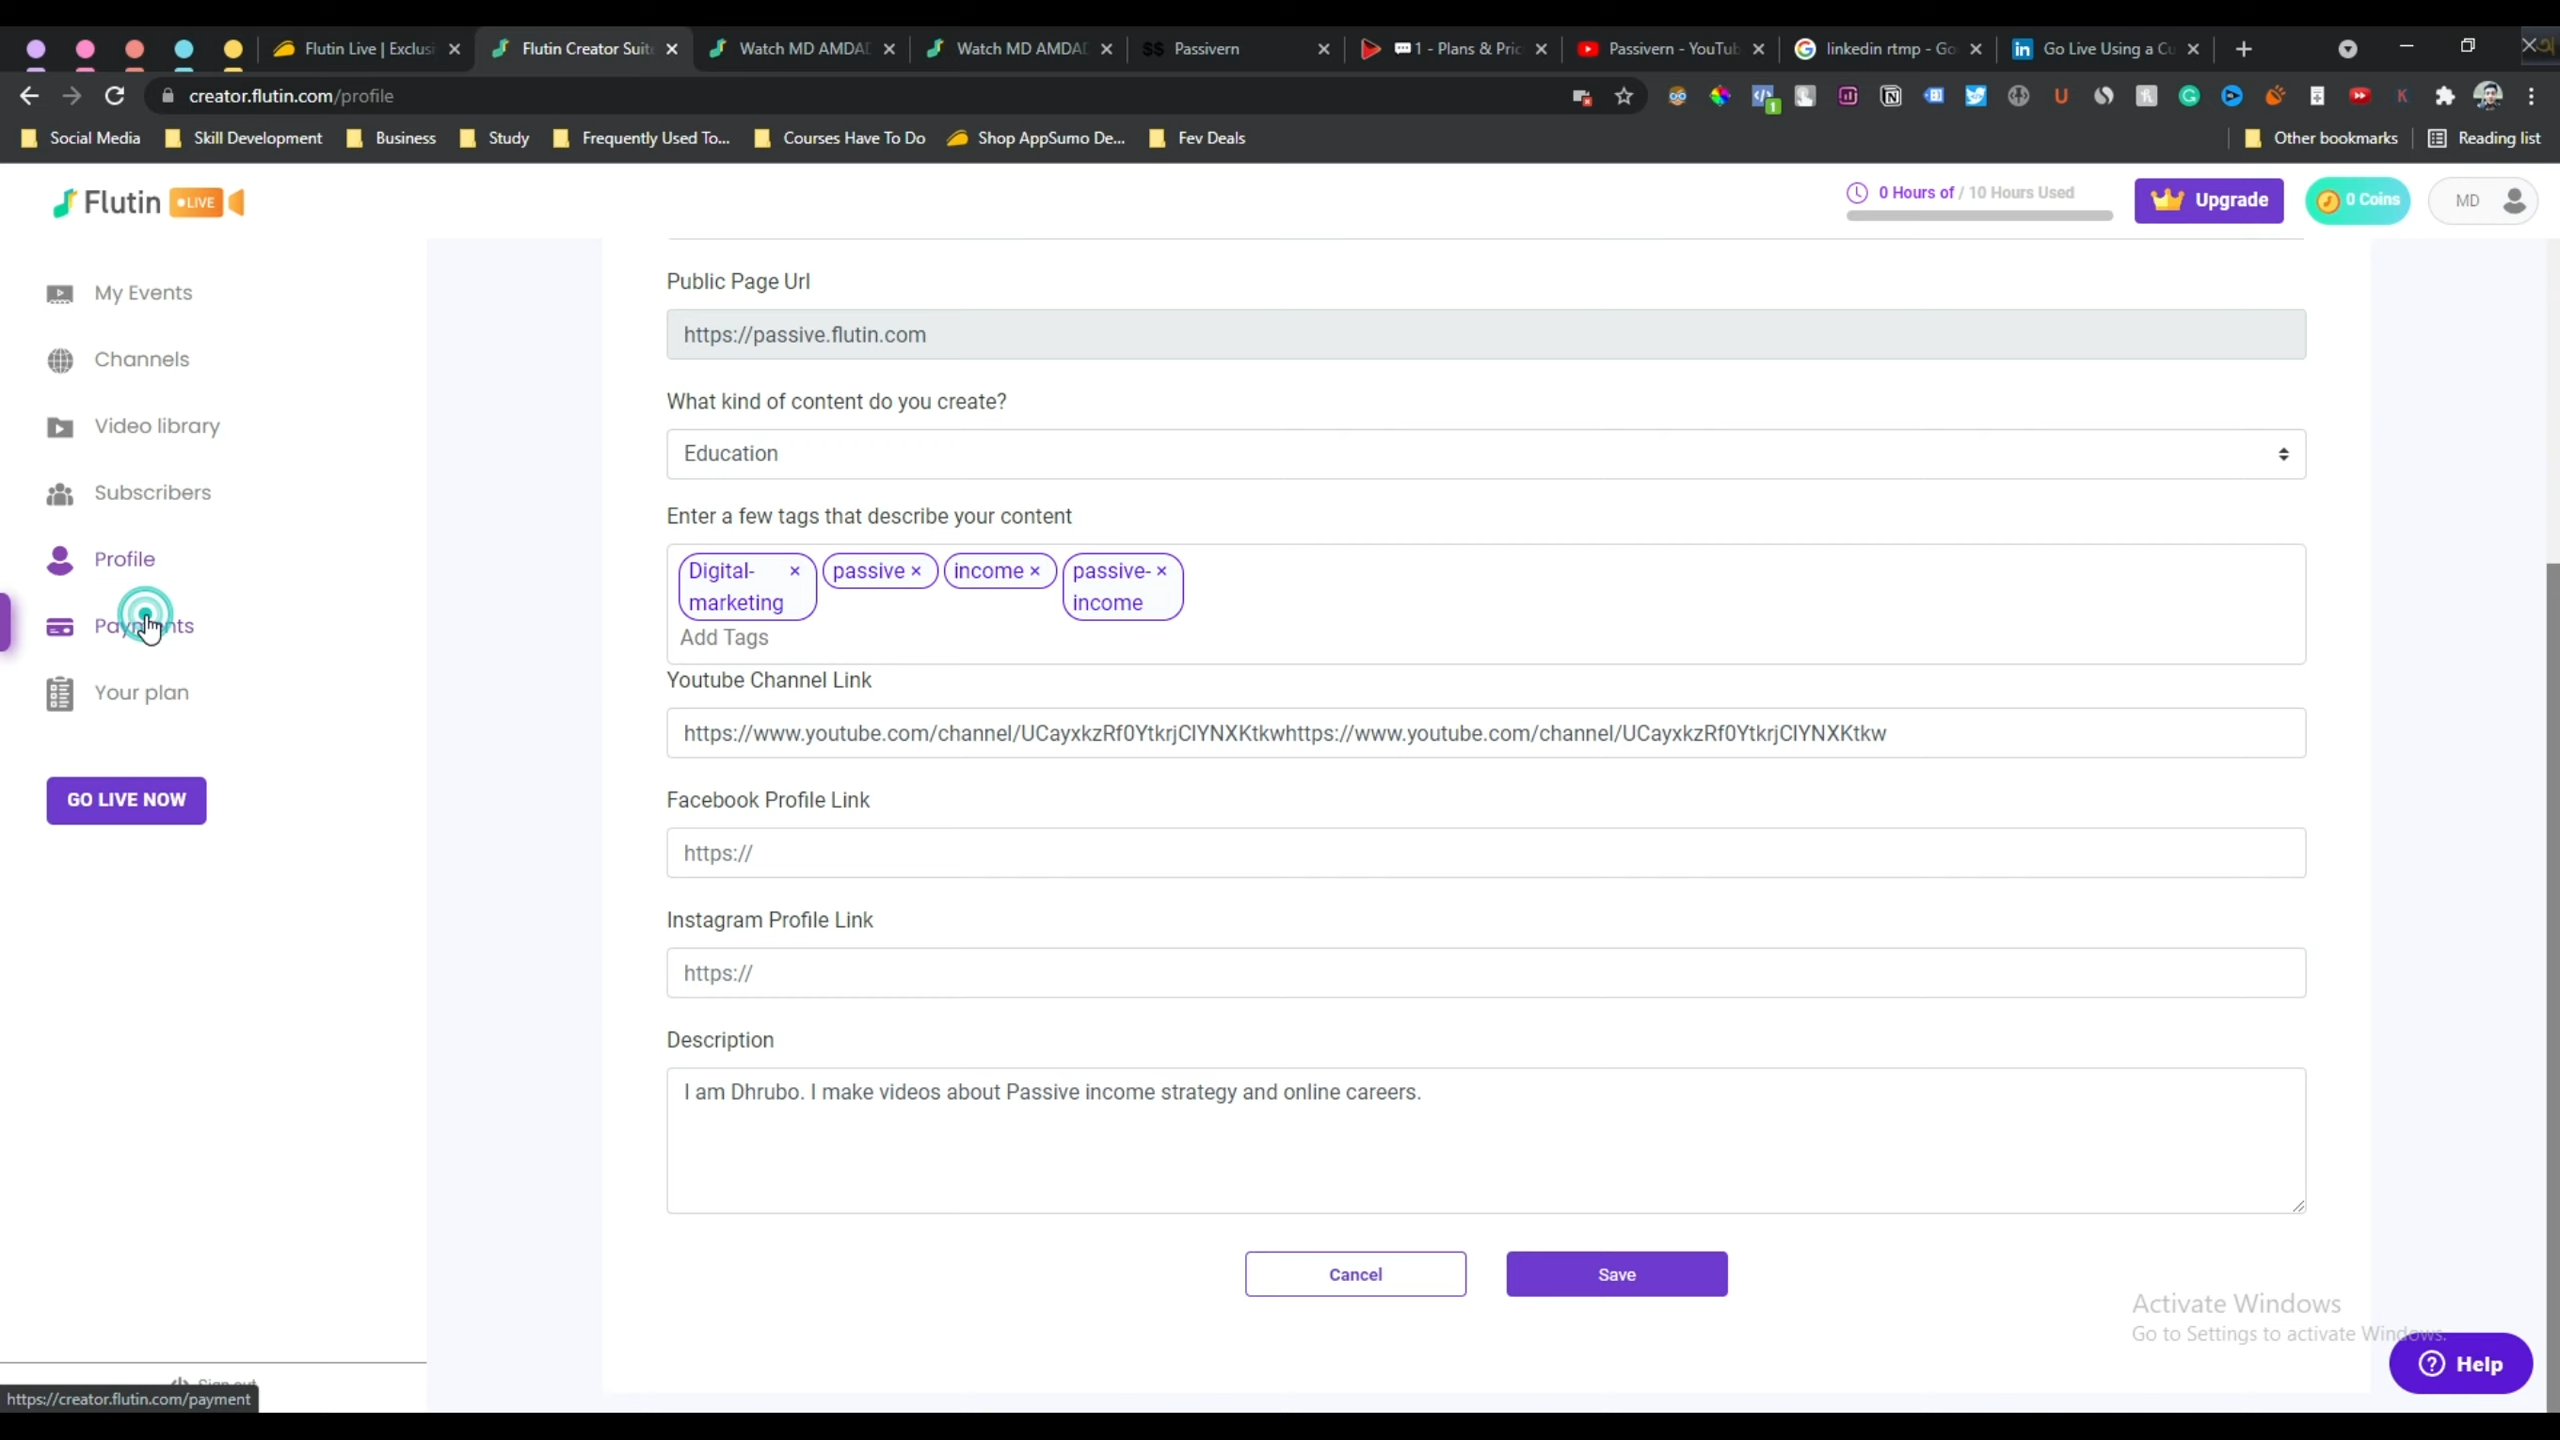 Flutin Live | Exclusi
Flutin Creator Suite
Watch MD AMDAD
Watch MD AMDAD
$$ Passivern
1 - Plans & Pric
Passivern - YouTub
linkedin rtmp - Go
Go Live Using a Cu
creator.flutin.com/profile
Social Media
Skill Development
Business
Study
Frequently Used To...
Courses Have To Do
Shop AppSumo De...
Fev Deals
Other bookmarks
Reading list
Flutin LIVE
0 Hours of / 10 Hours Used
Upgrade
0 Coins
MD
My Events
Channels
Video library
Subscribers
Profile
Payments
Your plan
GO LIVE NOW
Public Page Url
https://passive.flutin.com
What kind of content do you create?
Education
Enter a few tags that describe your content
Digital-marketing × passive × income × passive-income ×
Add Tags
Youtube Channel Link
https://www.youtube.com/channel/UCayxkzRf0YtkrjClYNXKtkwhttps://www.youtube.com/channel/UCayxkzRf0YtkrjClYNXKtkw
Facebook Profile Link
https://
Instagram Profile Link
https://
Description
I am Dhrubo. I make videos about Passive income strategy and online careers.
Cancel
Save
Activate Windows
Go to Settings to activate Windows.
Help
Sign out
https://creator.flutin.com/payment